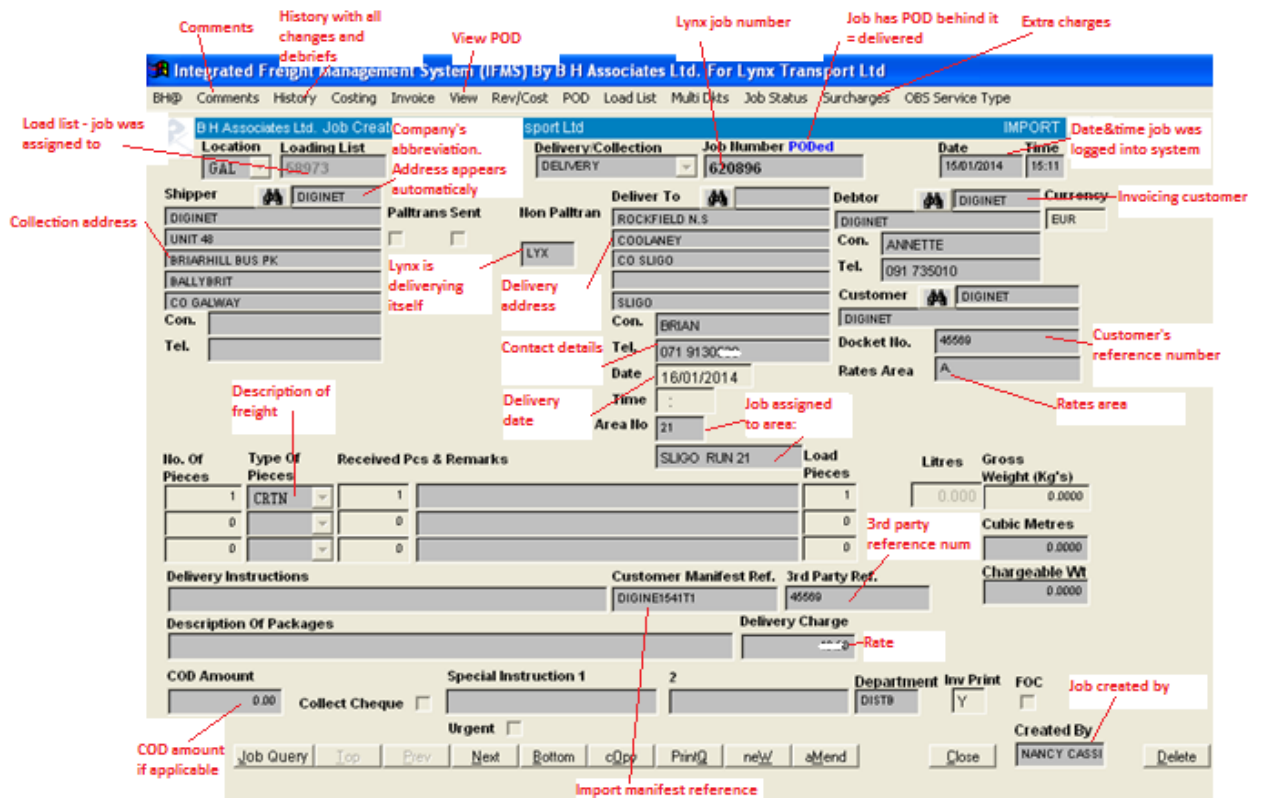 Comments
History with all
changes and
debriefs
View POD
Lynx job number
Job has POD behind it
= delivered
Extra charges
Integrated Freight Management System (IFMS) By B H Associates Ltd. For Lynx Transport Ltd
BH@ Comments History Costing Invoice View Rev/Cost POD Load List Multi Dkts Job Status Surcharges OBS Service Type
Load list - job was
assigned to
B H Associates Ltd. Job Creat
sport Ltd
IMPORT
Company's
abbreviation.
Address appears
automaticaly
Date&time job was
logged into system
Location Loading List Delivery/Collection Job Number PODed Date Time
GAL 58973 DELIVERY 620896 15/01/2014 15:11
Shipper DIGINET
Palltrans Sent Non Palltran
Deliver To
Debtor DIGINET Currency
Invoicing customer
Collection address
DIGINET
UNIT 48
BRIARHILL BUS PK
BALLYBRIT
CO GALWAY
Con.
Tel.
LYX
Lynx is
deliverying
itself
Delivery
address
ROCKFIELD N.S
COOLANEY
CO SLIGO
SLIGO
Con. BRIAN
Tel. 071 9130
Date 16/01/2014
Time :
Area No 21
SLIGO RUN 21
Contact details
Delivery
date
Job assigned
to area:
DIGINET EUR
Con. ANNETTE
Tel. 091 735010
Customer DIGINET
DIGINET
Docket No. 45569
Rates Area A
Customer's
reference number
Rates area
Description of
freight
No. Of
Pieces
Type Of
Pieces
Received Pcs & Remarks
Load
Pieces
Litres
Gross
Weight (Kg's)
1 CRTN 1 1 0.000 0.0000
0 0 0
0 0 0
Cubic Metres
0.0000
3rd party
reference num
Chargeable Wt
0.0000
Delivery Instructions Customer Manifest Ref. 3rd Party Ref.
DIGINE1541T1 45569
Description Of Packages Delivery Charge
Rate
COD Amount Special Instruction 1 2 Department Inv Print FOC
0.00 Collect Cheque DISTB Y
Job created by
Urgent
Created By
NANCY CASSI
COD amount
if applicable
Job Query Top Prev Next Bottom cOpy PrintQ neW aMend Close Delete
Import manifest reference